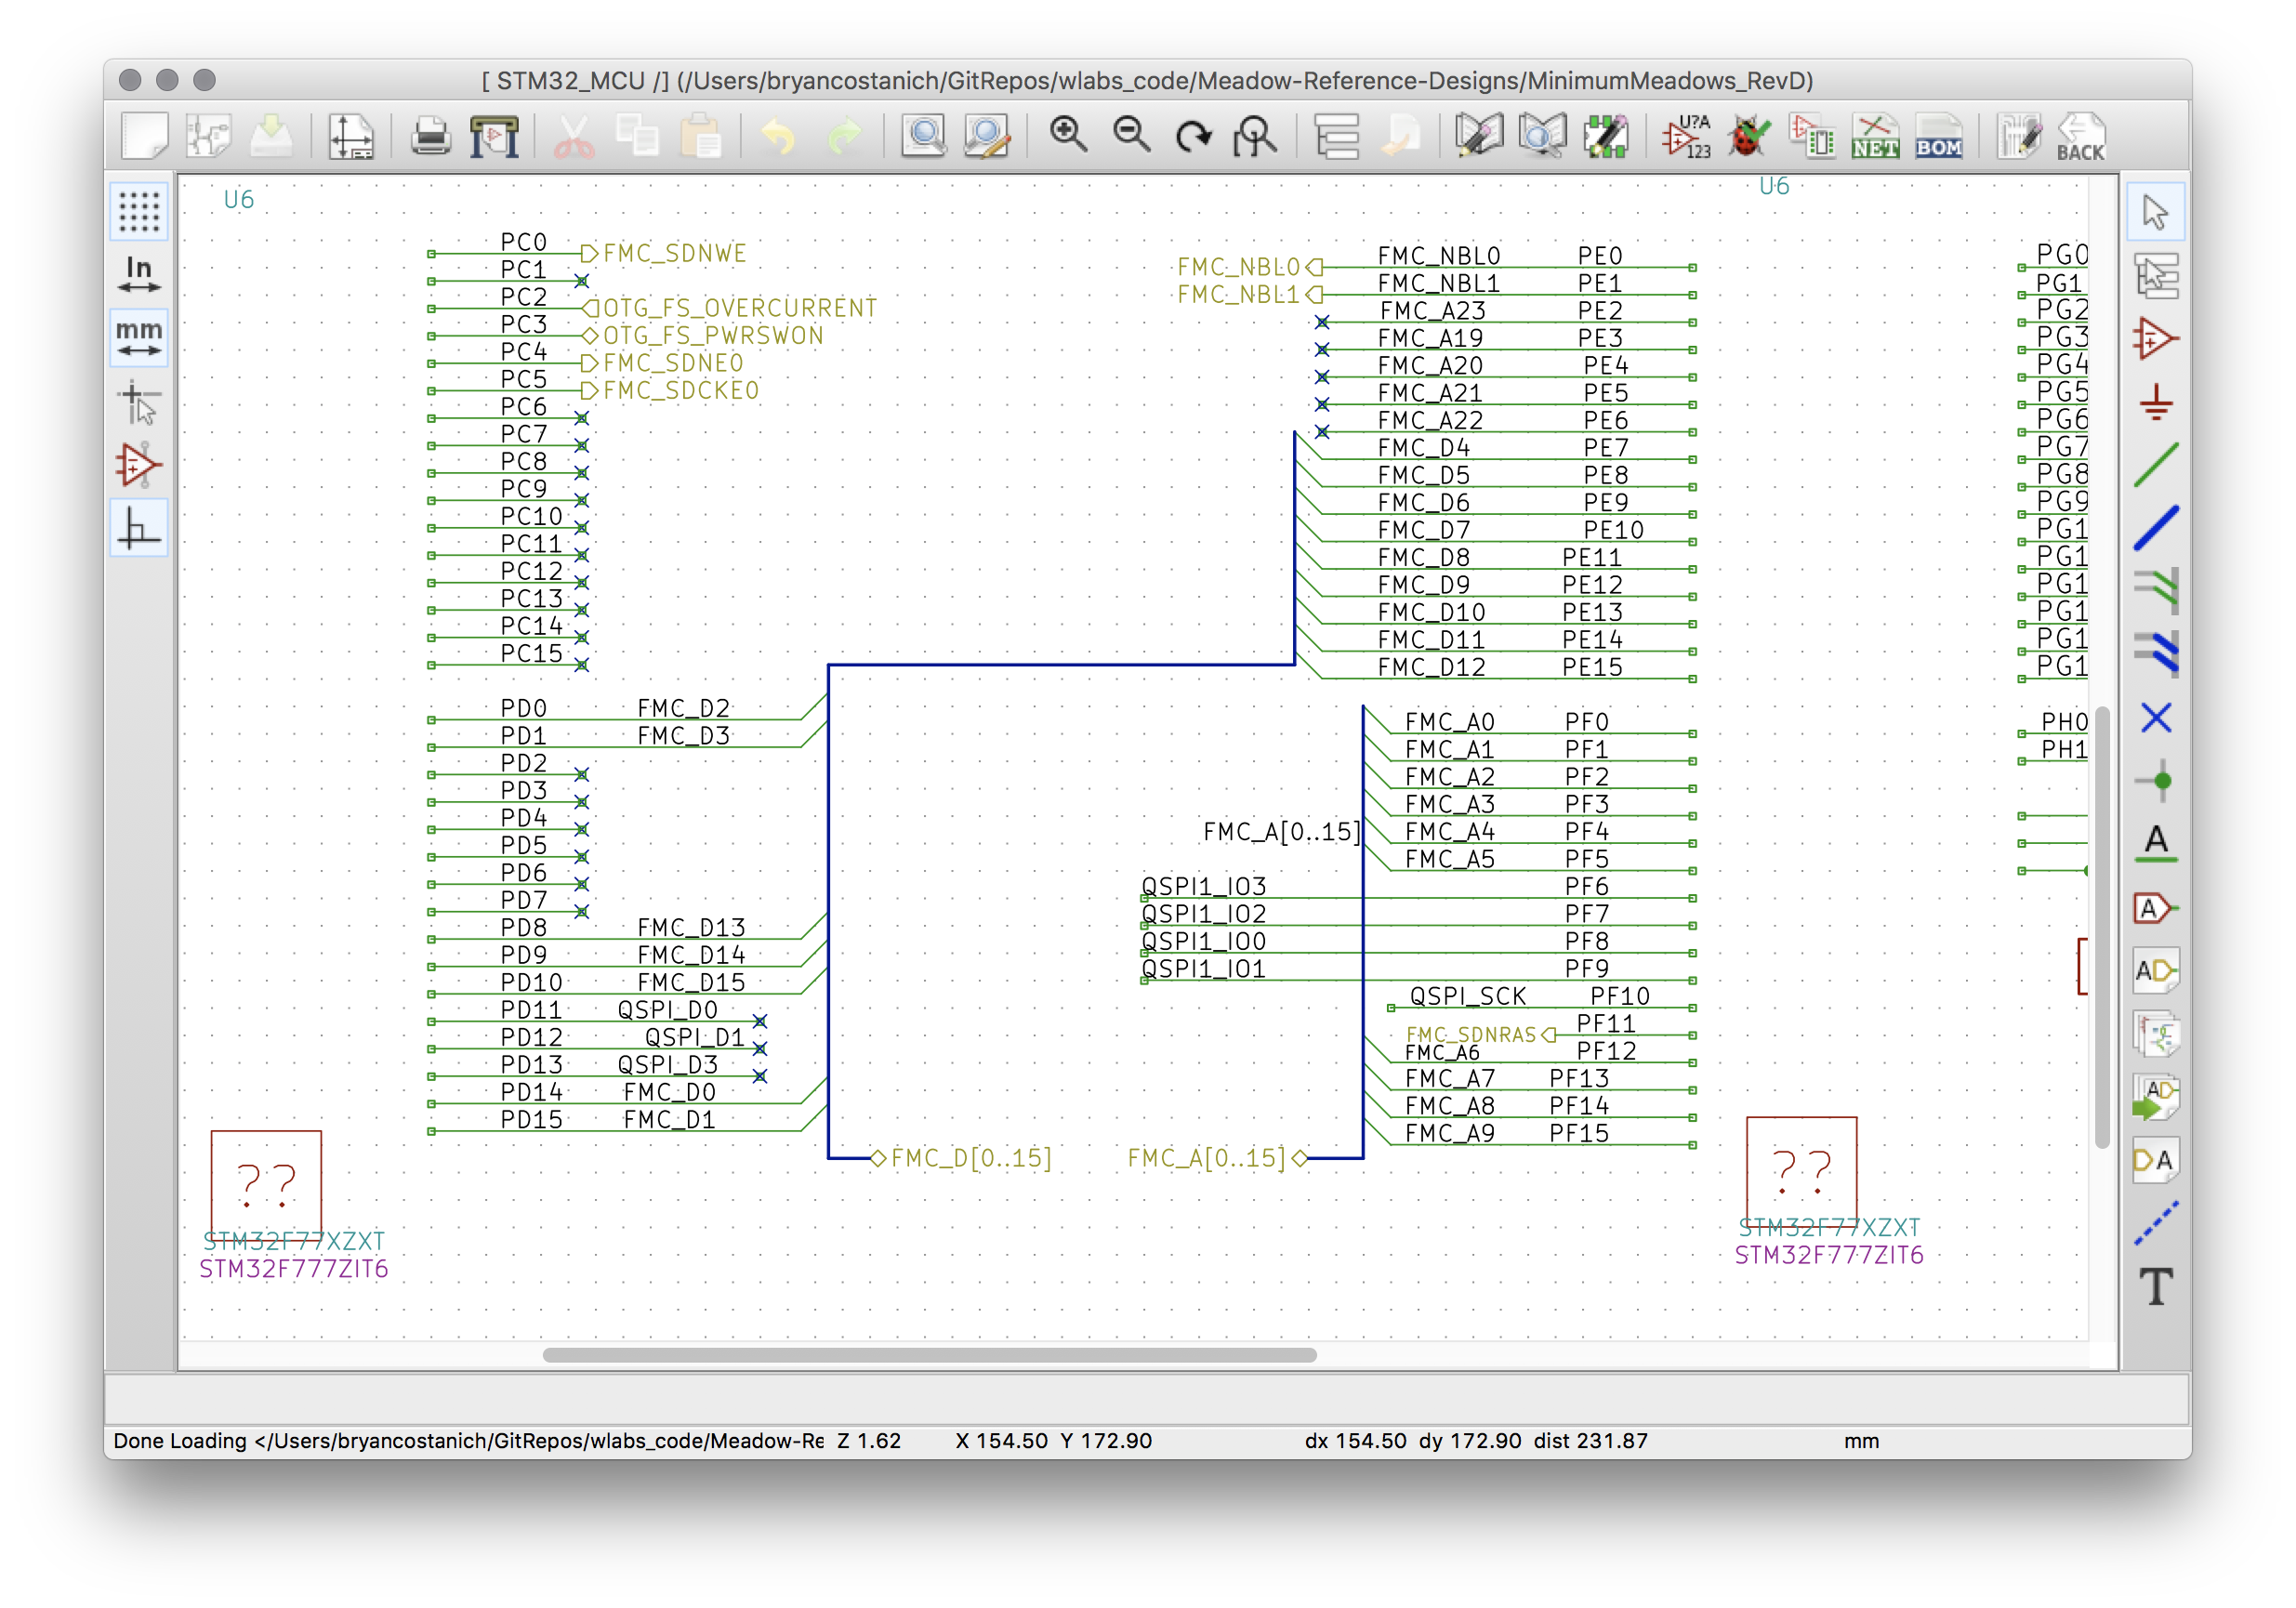 [ STM32_MCU /] (/Users/bryancostanich/GitRepos/wlabs_code/Meadow-Reference-Designs/MinimumMeadows_RevD)
U?A
123
NET
BOM
BACK
In
mm
U6
PC0 FMC_SDNWE
PC1
PC2 OTG_FS_OVERCURRENT
PC3 OTG_FS_PWRSWON
PC4 FMC_SDNE0
PC5 FMC_SDCKE0
PC6
PC7
PC8
PC9
PC10
PC11
PC12
PC13
PC14
PC15
PD0 FMC_D2
PD1 FMC_D3
PD2
PD3
PD4
PD5
PD6
PD7
PD8 FMC_D13
PD9 FMC_D14
PD10 FMC_D15
PD11 QSPI_D0
PD12 QSPI_D1
PD13 QSPI_D3
PD14 FMC_D0
PD15 FMC_D1
FMC_D[0..15]
??
STM32F77XZXT
STM32F777ZIT6
U6
FMC_NBL0 FMC_NBL0 PE0
FMC_NBL1 FMC_NBL1 PE1
FMC_A23 PE2
FMC_A19 PE3
FMC_A20 PE4
FMC_A21 PE5
FMC_A22 PE6
FMC_D4 PE7
FMC_D5 PE8
FMC_D6 PE9
FMC_D7 PE10
FMC_D8 PE11
FMC_D9 PE12
FMC_D10 PE13
FMC_D11 PE14
FMC_D12 PE15
FMC_A0 PF0
FMC_A1 PF1
FMC_A2 PF2
FMC_A3 PF3
FMC_A[0..15] FMC_A4 PF4
FMC_A5 PF5
QSPI1_IO3 PF6
QSPI1_IO2 PF7
QSPI1_IO0 PF8
QSPI1_IO1 PF9
QSPI_SCK PF10
FMC_SDNRAS PF11
FMC_A6 PF12
FMC_A7 PF13
FMC_A8 PF14
FMC_A9 PF15
FMC_A[0..15]
??
STM32F77XZXT
STM32F777ZIT6
PG0
PG1
PG2
PG3
PG4
PG5
PG6
PG7
PG8
PG9
PG1
PG1
PG1
PG1
PG1
PG1
PH0
PH1
A
A
A
A
A
A
T
Done Loading </Users/bryancostanich/GitRepos/wlabs_code/Meadow-Re Z 1.62 X 154.50 Y 172.90 dx 154.50 dy 172.90 dist 231.87 mm